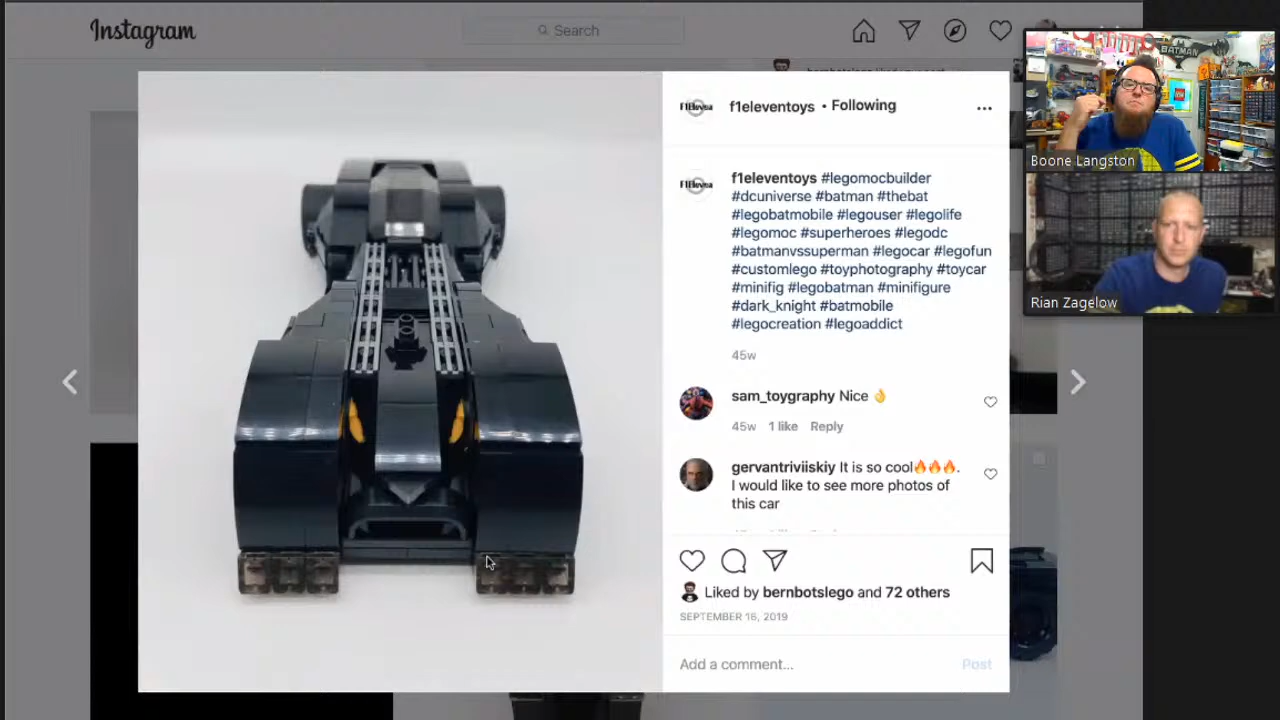 Instagram
Search
f1eleventoys • Following
f1eleventoys #legomocbuilder
#dcuniverse #batman #thebat
#legobatmobile #legouser #legolife
#legomoc #superheroes #legodc
#batmanvssuperman #legocar #legofun
#customlego #toyphotography #toycar
#minifig #legobatman #minifigure
#dark_knight #batmobile
#legocreation #legoaddict
45w
sam_toygraphy Nice 👌
45w 1 like Reply
gervantriviiskiy It is so cool🔥🔥🔥.
I would like to see more photos of
this car
Liked by bernbotslego and 72 others
SEPTEMBER 16, 2019
Add a comment... Post
BATMAN
Boone Langston
Rian Zagelow